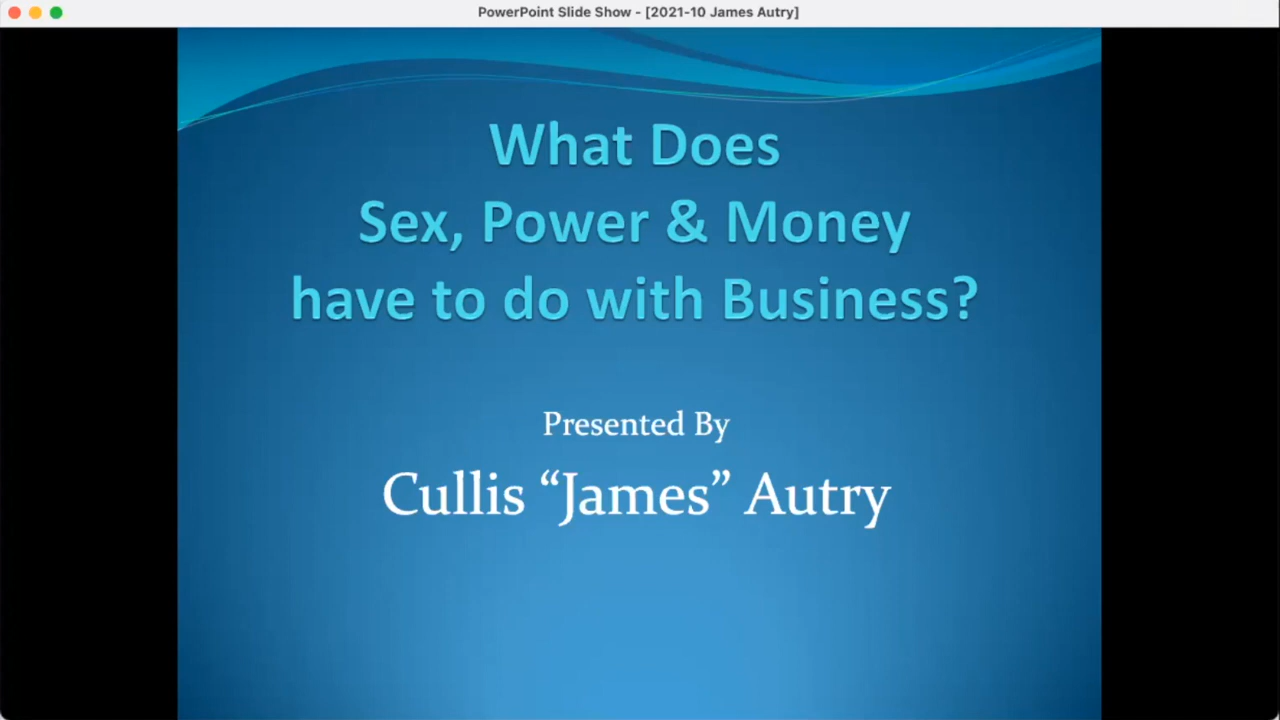 PowerPoint Slide Show - [2021-10 James Autry]
What Does
Sex, Power & Money
have to do with Business?
Presented By
Cullis “James” Autry